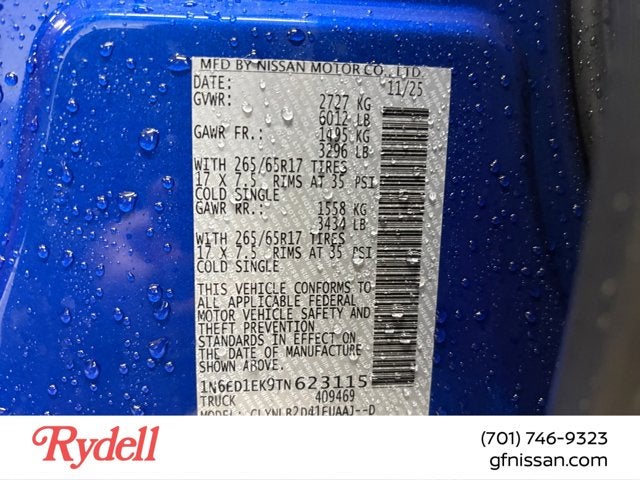 MFD BY NISSAN MOTOR CO., LTD.
DATE: 11/25
GVWR: 2727 KG
6012 LB
GAWR FR.: 1495 KG
3296 LB
WITH 265/65R17 TIRES
17 X 7.5 RIMS AT 35 PSI
COLD SINGLE
GAWR RR.: 1558 KG
3434 LB
WITH 265/65R17 TIRES
17 X 7.5 RIMS AT 35 PSI
COLD SINGLE
THIS VEHICLE CONFORMS TO
ALL APPLICABLE FEDERAL
MOTOR VEHICLE SAFETY AND
THEFT PREVENTION
STANDARDS IN EFFECT ON
THE DATE OF MANUFACTURE
1N6ED1EK9TN623115
TRUCK 409469
MODEL:
Rydell
(701) 746-9323
gfnissan.com